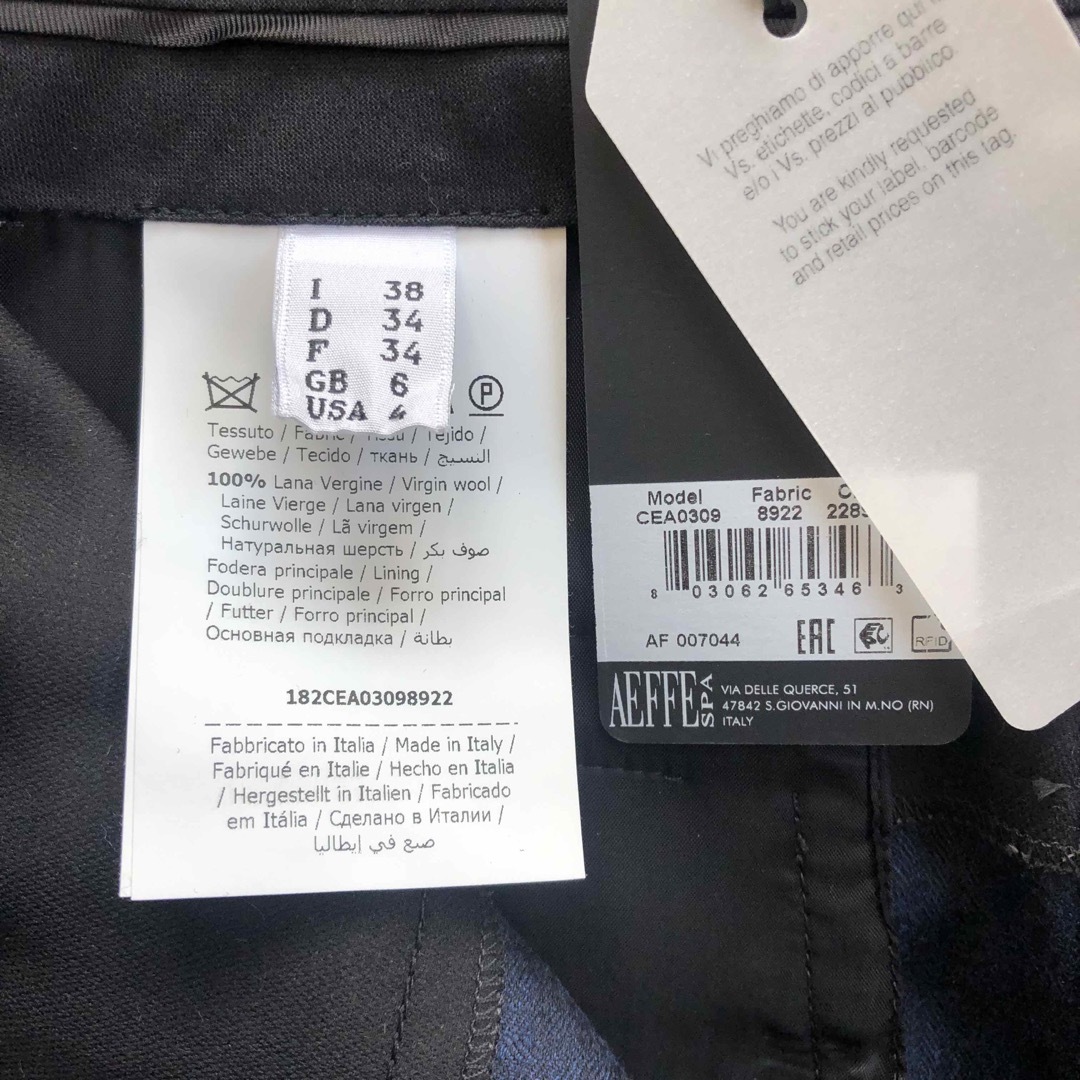 I 38
D 34
F 34
GB 6
USA 4
P
Tessuto / Fabric / Tissu / Tejido /
Gewebe / Tecido / ткань / النسيج
100% Lana Vergine / Virgin wool /
Laine Vierge / Lana virgen /
Schurwolle / Lã virgem /
Натуральная шерсть / صوف بكر
Fodera principale / Lining /
Doublure principale / Forro principal
/ Futter / Forro principal /
Основная подкладка / بطانة
182CEA03098922
Fabbricato in Italia / Made in Italy /
Fabriqué en Italie / Hecho en Italia
/ Hergestellt in Italien / Fabricado
em Itália / Сделано в Италии /
صنع في إيطاليا
Vi preghiamo di apporre qui
Vs. etichette, codici a barre
e/o i Vs. prezzi al pubblico.
You are kindly requested
to stick your label, barcode
and retail prices on this tag.
Model Fabric
CEA0309 8922
8 03062 65346 3
AF 007044 EAC RFID
AEFFE SPA
VIA DELLE QUERCE, 51
47842 S.GIOVANNI IN M.NO (RN)
ITALY